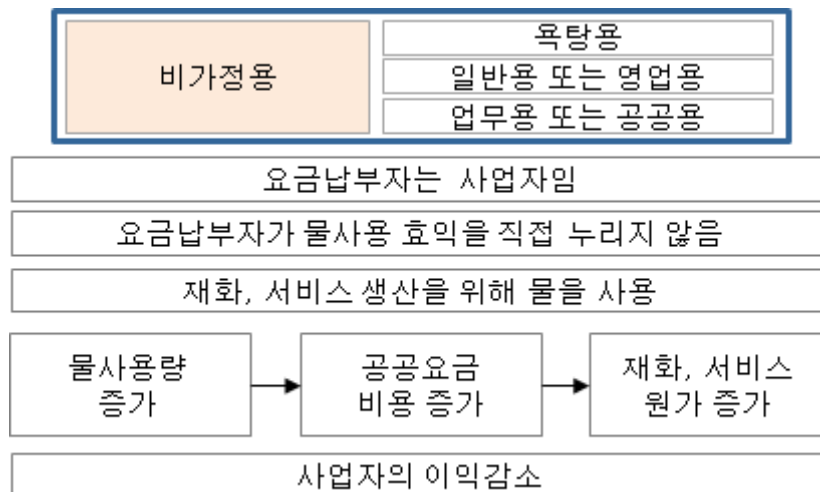 비가정용
욕탕용
일반용 또는 영업용
업무용 또는 공공용
요금납부자는 사업자임
요금납부자가 물사용 효익을 직접 누리지 않음
재화, 서비스 생산을 위해 물을 사용
물사용량
증가
공공요금
비용 증가
재화, 서비스
원가 증가
사업자의 이익감소